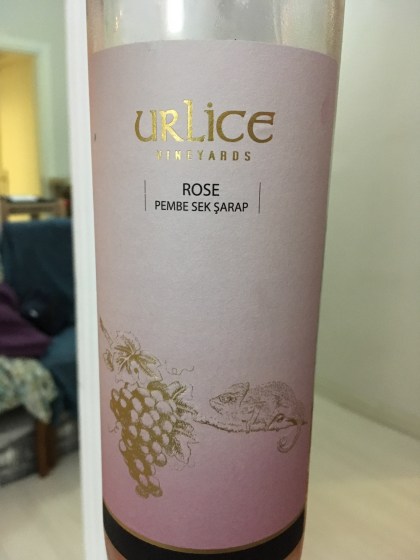 URLICE
VINEYARDS
ROSE
PEMBE SEK ŞARAP